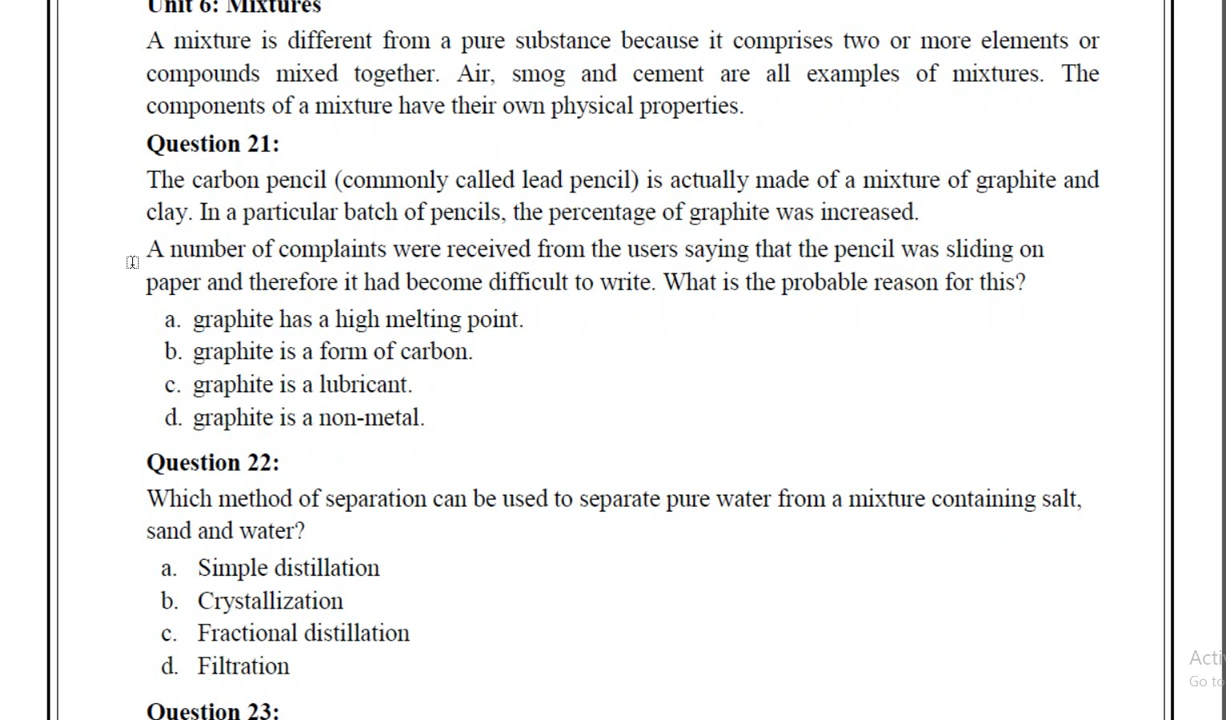 Unit 6: Mixtures
A mixture is different from a pure substance because it comprises two or more elements or
compounds mixed together. Air, smog and cement are all examples of mixtures. The
components of a mixture have their own physical properties.
Question 21:
The carbon pencil (commonly called lead pencil) is actually made of a mixture of graphite and
clay. In a particular batch of pencils, the percentage of graphite was increased.
A number of complaints were received from the users saying that the pencil was sliding on
paper and therefore it had become difficult to write. What is the probable reason for this?
a. graphite has a high melting point.
b. graphite is a form of carbon.
c. graphite is a lubricant.
d. graphite is a non-metal.
Question 22:
Which method of separation can be used to separate pure water from a mixture containing salt,
sand and water?
a. Simple distillation
b. Crystallization
c. Fractional distillation
d. Filtration
Acti
Go to
Question 23: